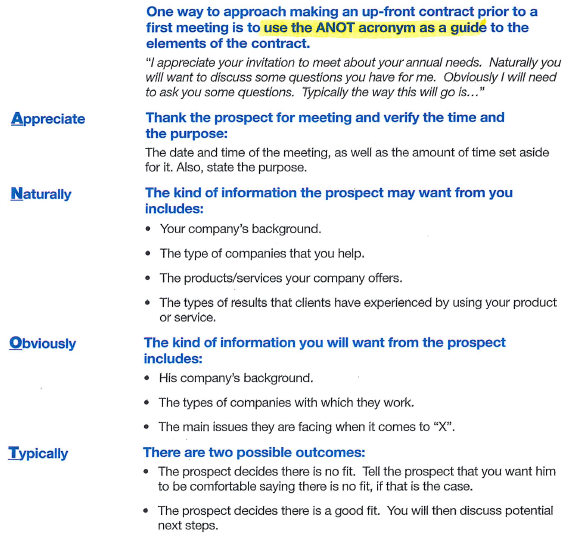 One way to approach making an up-front contract prior to a
first meeting is to use the ANOT acronym as a guide to the
elements of the contract.
"I appreciate your invitation to meet about your annual needs. Naturally you
will want to discuss some questions you have for me. Obviously I will need
to ask you some questions. Typically the way this will go is…"
Appreciate
Thank the prospect for meeting and verify the time and
the purpose:
The date and time of the meeting, as well as the amount of time set aside
for it. Also, state the purpose.
Naturally
The kind of information the prospect may want from you
includes:
• Your company's background.
• The type of companies that you help.
• The products/services your company offers.
• The types of results that clients have experienced by using your product
or service.
Obviously
The kind of information you will want from the prospect
includes:
• His company's background.
• The types of companies with which they work.
• The main issues they are facing when it comes to "X".
Typically
There are two possible outcomes:
• The prospect decides there is no fit. Tell the prospect that you want him
to be comfortable saying there is no fit, if that is the case.
• The prospect decides there is a good fit. You will then discuss potential
next steps.